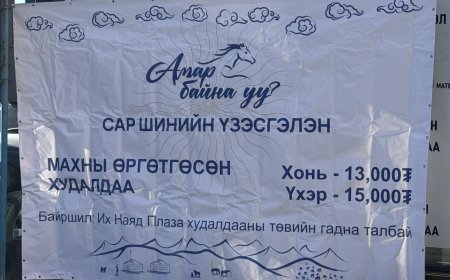 Амар
байна уу?
САР ШИНИЙН ҮЗЭСГЭЛЭН
МАХНЫ ӨРГӨТГӨСӨН
ХУДАЛДАА
Хонь - 13,000₮
Үхэр - 15,000₮
Байршил: Их Наяд Плаза худалдааны төвийн гадна талбай